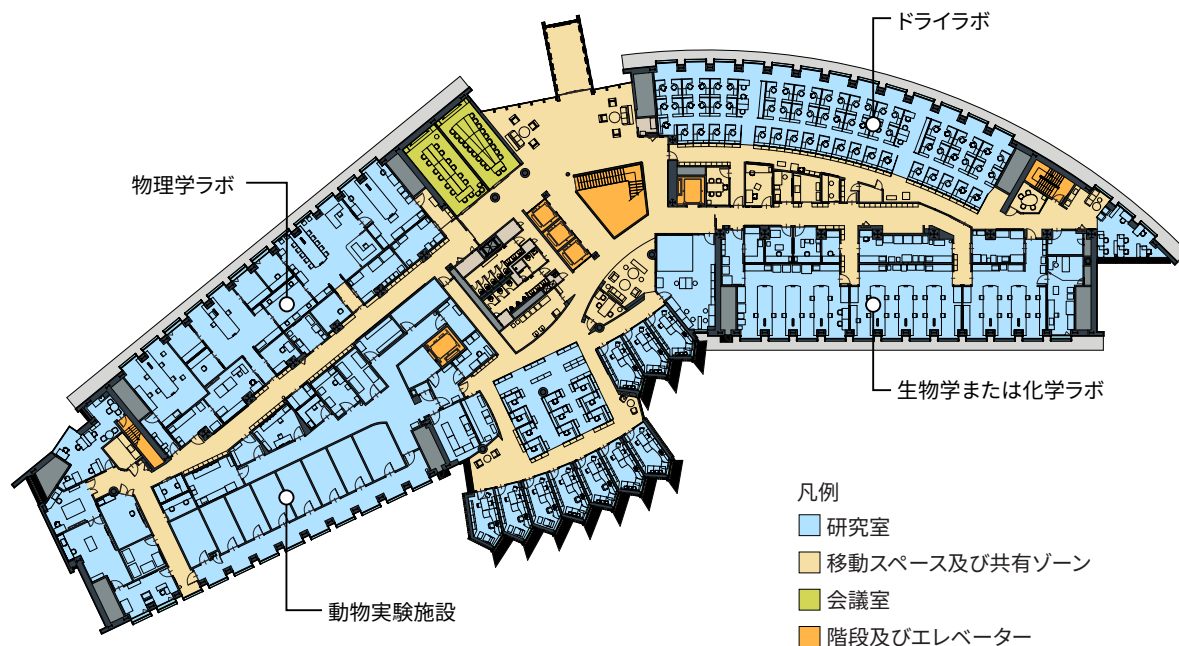 ドライラボ
物理学ラボ
生物学または化学ラボ
動物実験施設
凡例
研究室
移動スペース及び共有ゾーン
会議室
階段及びエレベーター